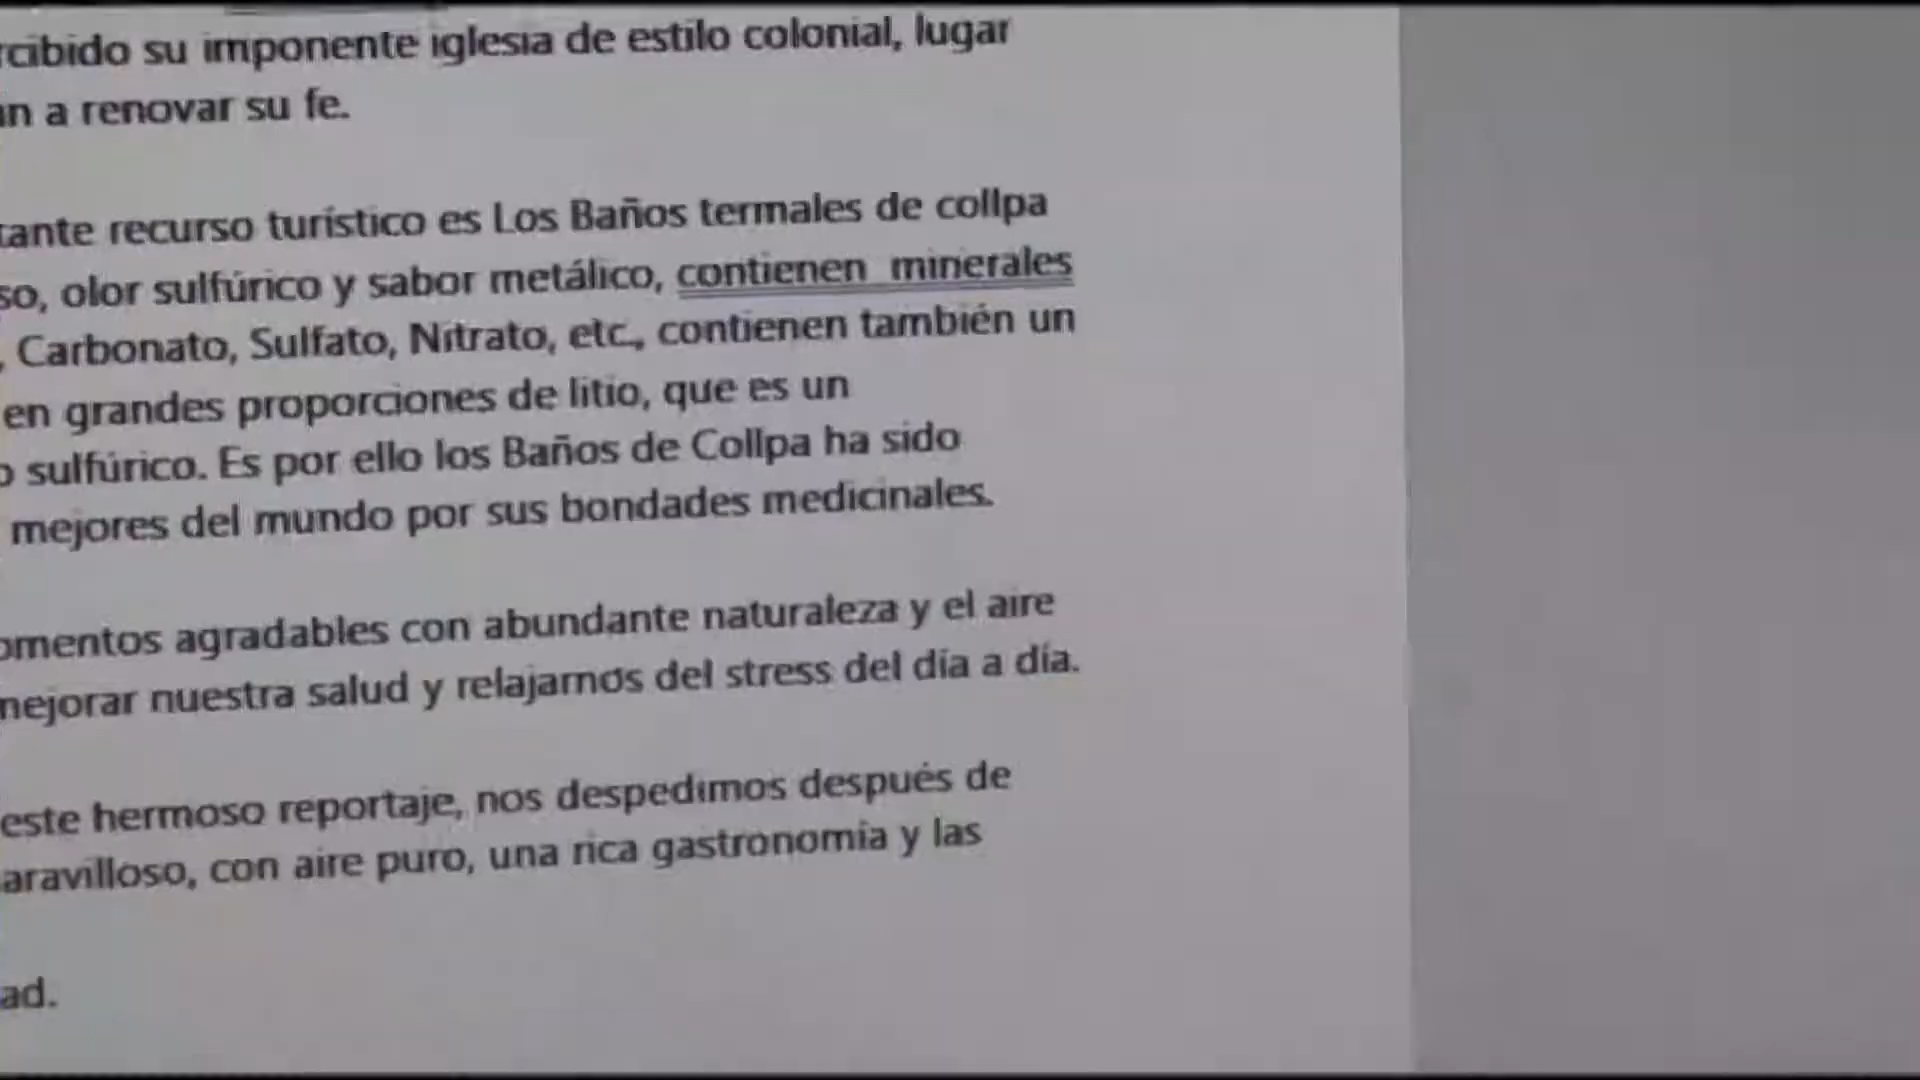 rcibido su imponente iglesia de estilo colonial, lugar
an a renovar su fe.
tante recurso turístico es Los Baños termales de collpa
so, olor sulfúrico y sabor metálico, contienen minerales
, Carbonato, Sulfato, Nitrato, etc., contienen también un
en grandes proporciones de litio, que es un
o sulfúrico. Es por ello los Baños de Collpa ha sido
mejores del mundo por sus bondades medicinales.
omentos agradables con abundante naturaleza y el aire
mejorar nuestra salud y relajarnos del stress del día a día.
este hermoso reportaje, nos despedimos después de
aravilloso, con aire puro, una rica gastronomía y las
ad.